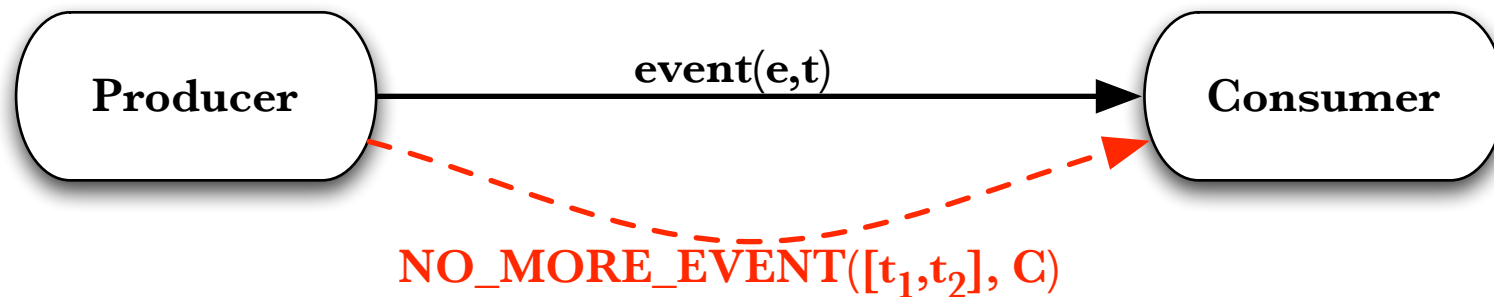 event(e,t)
Producer
Consumer
NO_MORE_EVENT([t₁,t₂], C)